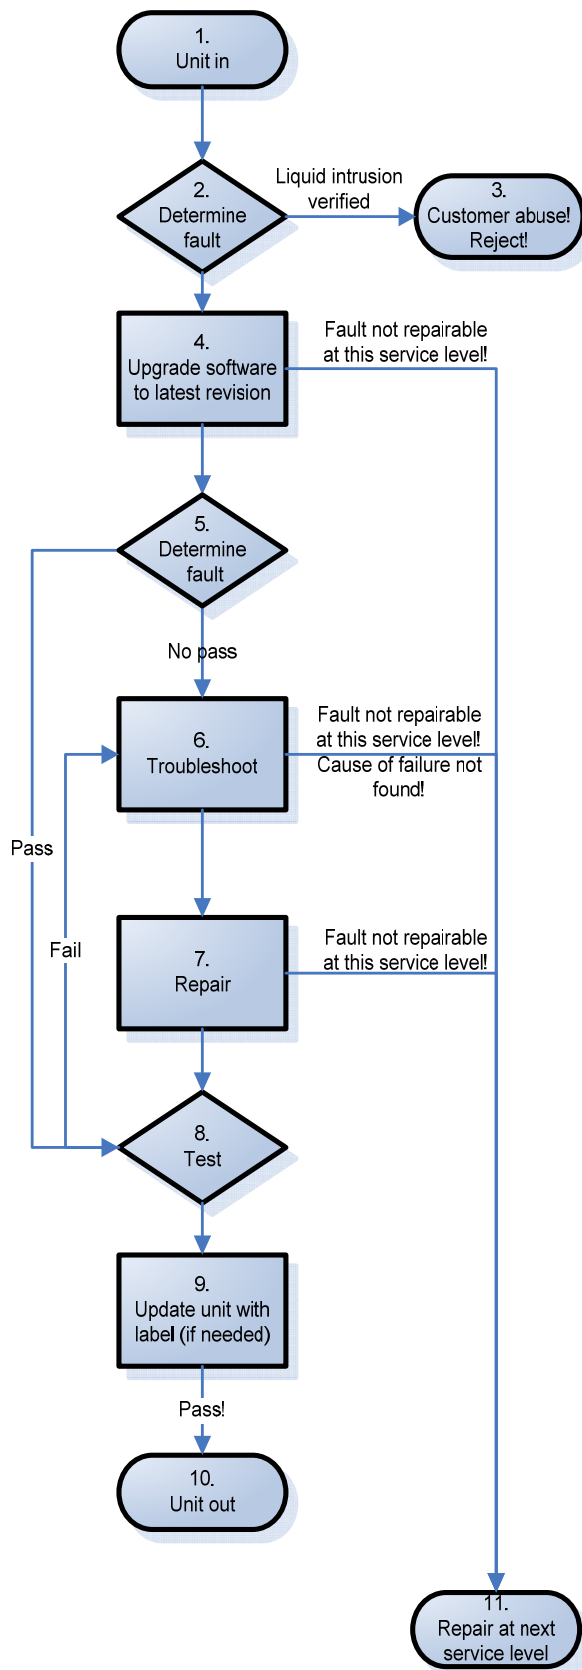 1.
Unit in
2.
Determine
fault
Liquid intrusion
verified
3.
Customer abuse!
Reject!
4.
Upgrade software
to latest revision
Fault not repairable
at this service level!
5.
Determine
fault
No pass
6.
Troubleshoot
Fault not repairable
at this service level!
Cause of failure not
found!
Pass
Fail
7.
Repair
Fault not repairable
at this service level!
8.
Test
9.
Update unit with
label (if needed)
Pass!
10.
Unit out
11.
Repair at next
service level